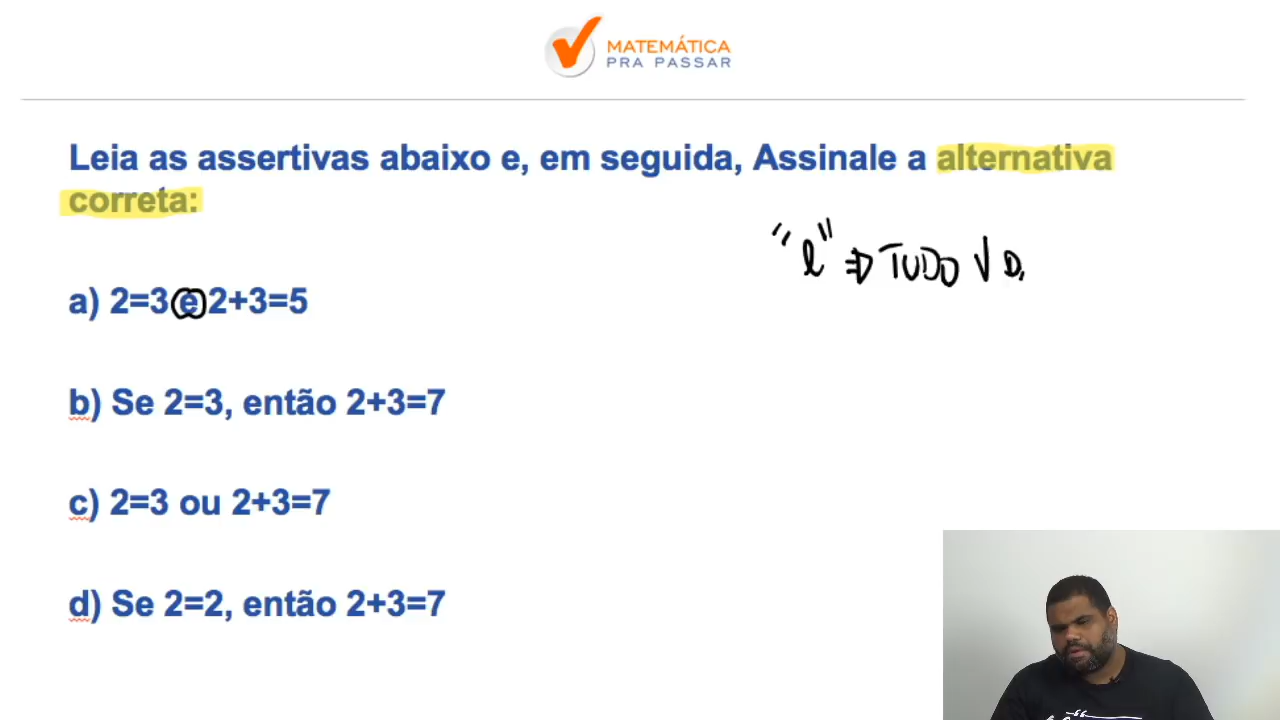 MATEMÁTICA
PRA PASSAR
Leia as assertivas abaixo e, em seguida, Assinale a alternativa
correta:
"e" ⇒ TUDO V D
a) 2=3 e 2+3=5
b) Se 2=3, então 2+3=7
c) 2=3 ou 2+3=7
d) Se 2=2, então 2+3=7